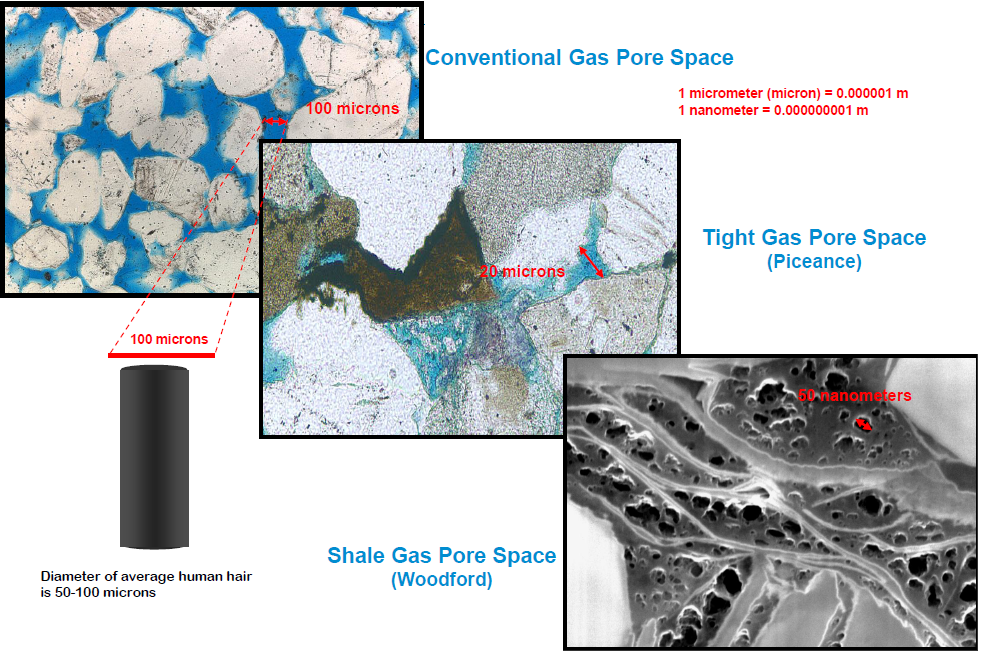 Conventional Gas Pore Space
1 micrometer (micron) = 0.000001 m
1 nanometer = 0.000000001 m
100 microns
Tight Gas Pore Space
(Piceance)
20 microns
100 microns
50 nanometers
Shale Gas Pore Space
(Woodford)
Diameter of average human hair
is 50-100 microns